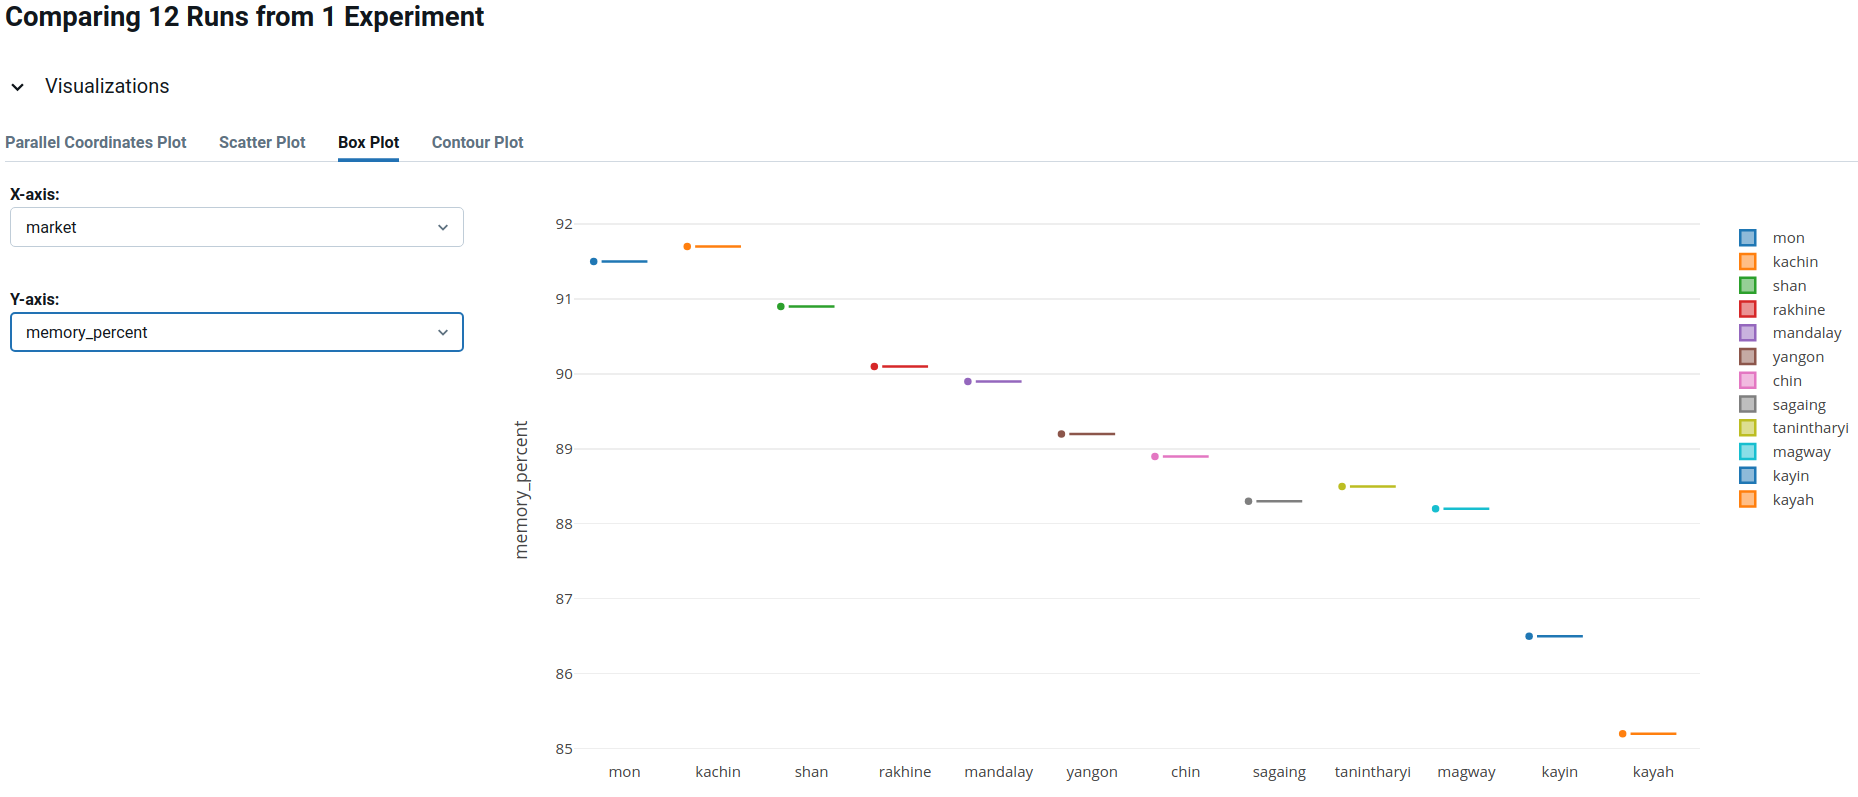 Comparing 12 Runs from 1 Experiment
Visualizations
Parallel Coordinates Plot Scatter Plot Box Plot Contour Plot
X-axis:
market
Y-axis:
memory_percent
memory_percent
92
91
90
89
88
87
86
85
mon kachin shan rakhine mandalay yangon chin sagaing tanintharyi magway kayin kayah
mon
kachin
shan
rakhine
mandalay
yangon
chin
sagaing
tanintharyi
magway
kayin
kayah